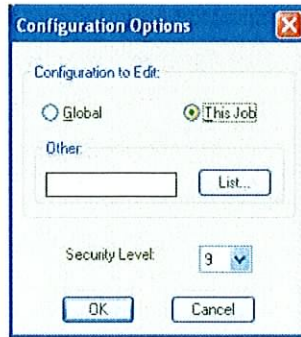 Configuration Options
Configuration to Edit:
Global
This Job
Other:
List...
Security Level:
9
OK
Cancel